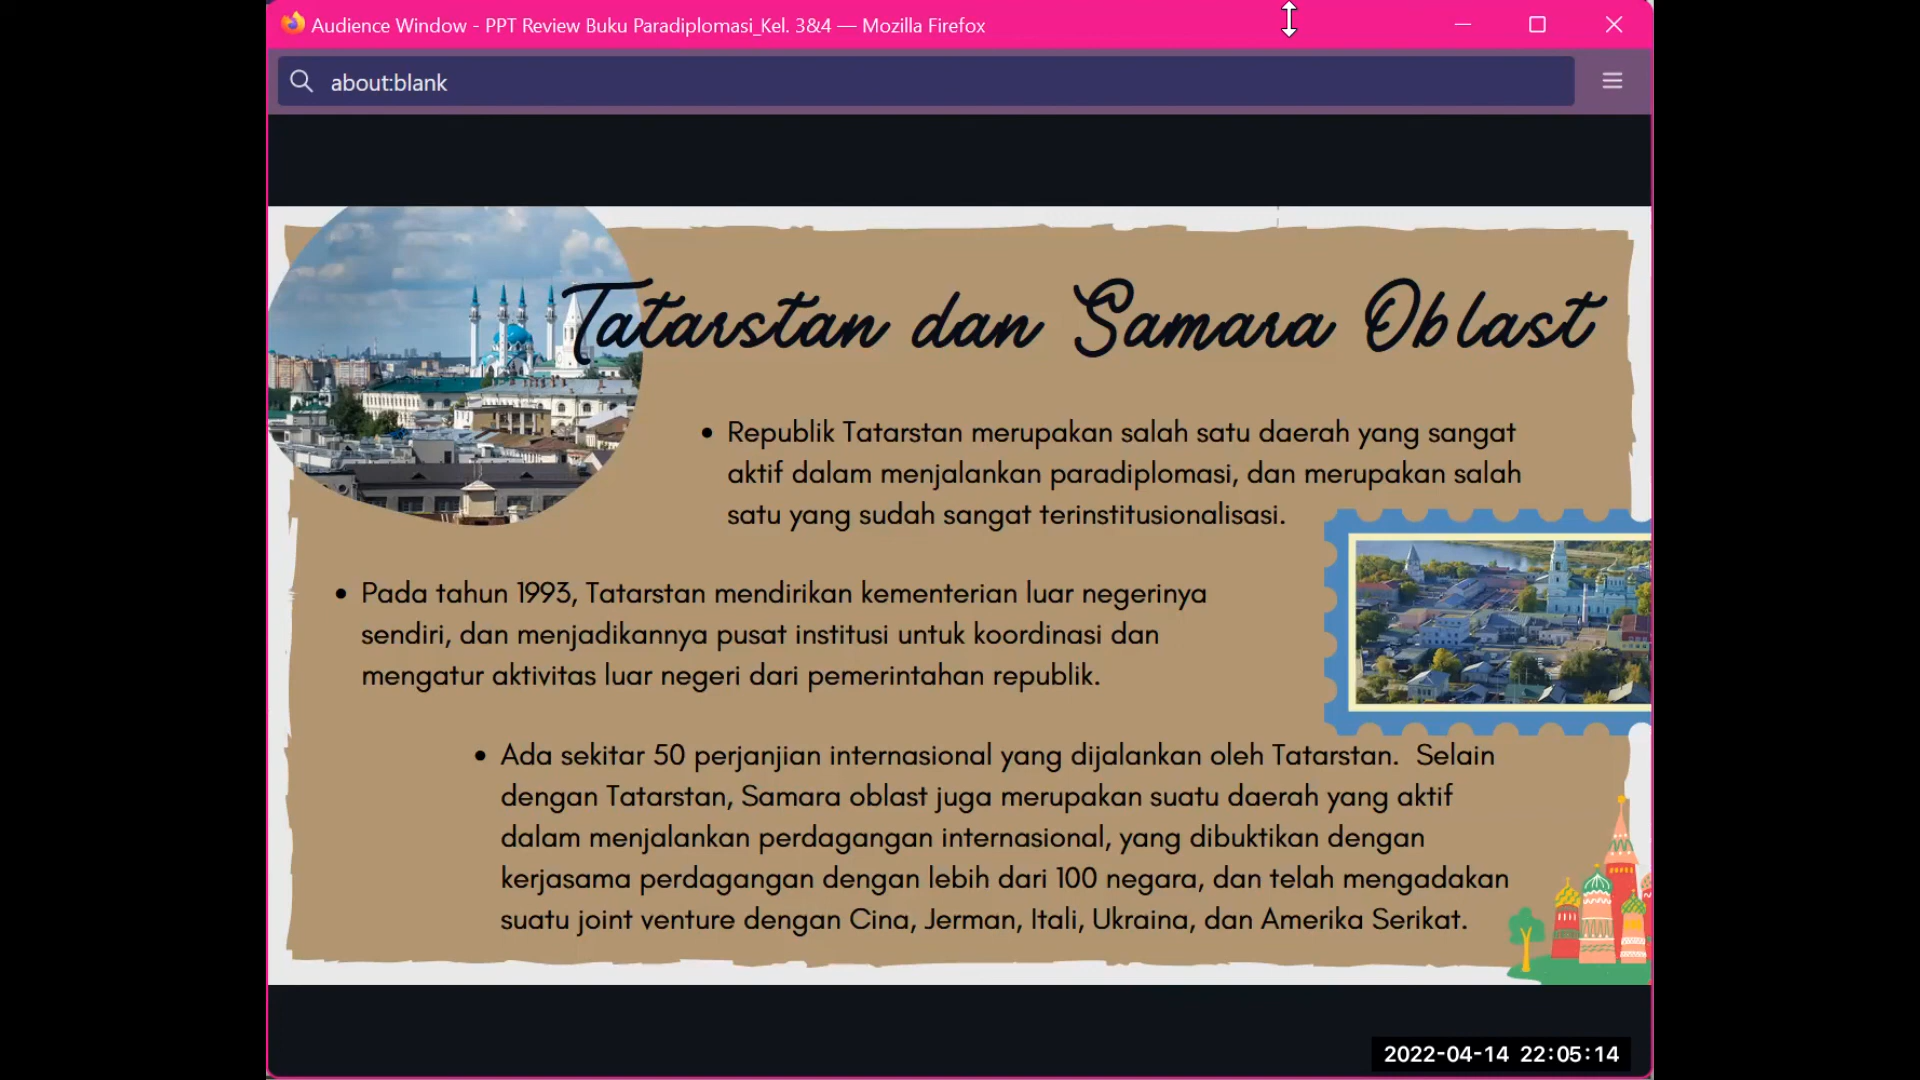 Audience Window - PPT Review Buku Paradiplomasi_Kel. 3&4 — Mozilla Firefox
about:blank
Tatarstan dan Samara Oblast
• Republik Tatarstan merupakan salah satu daerah yang sangat
aktif dalam menjalankan paradiplomasi, dan merupakan salah
satu yang sudah sangat terinstitusionalisasi.
• Pada tahun 1993, Tatarstan mendirikan kementerian luar negerinya
sendiri, dan menjadikannya pusat institusi untuk koordinasi dan
mengatur aktivitas luar negeri dari pemerintahan republik.
• Ada sekitar 50 perjanjian internasional yang dijalankan oleh Tatarstan.  Selain
dengan Tatarstan, Samara oblast juga merupakan suatu daerah yang aktif
dalam menjalankan perdagangan internasional, yang dibuktikan dengan
kerjasama perdagangan dengan lebih dari 100 negara, dan telah mengadakan
suatu joint venture dengan Cina, Jerman, Itali, Ukraina, dan Amerika Serikat.
2022-04-14 22:05:14